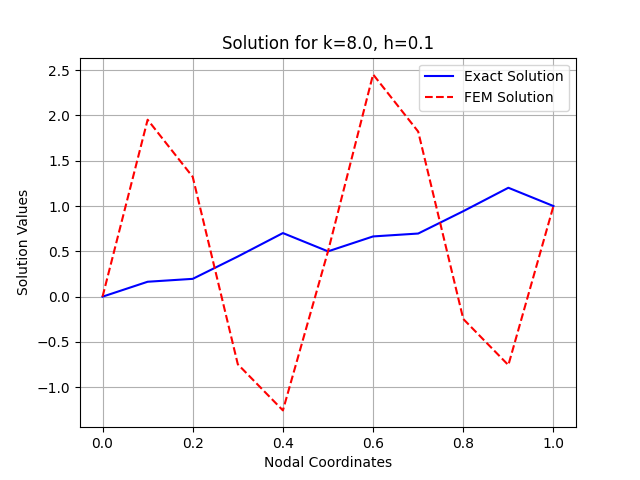 Solution for k=8.0, h=0.1
Exact Solution
FEM Solution
2.5
2.0
1.5
1.0
0.5
0.0
−0.5
−1.0
Solution Values
0.0 0.2 0.4 0.6 0.8 1.0
Nodal Coordinates